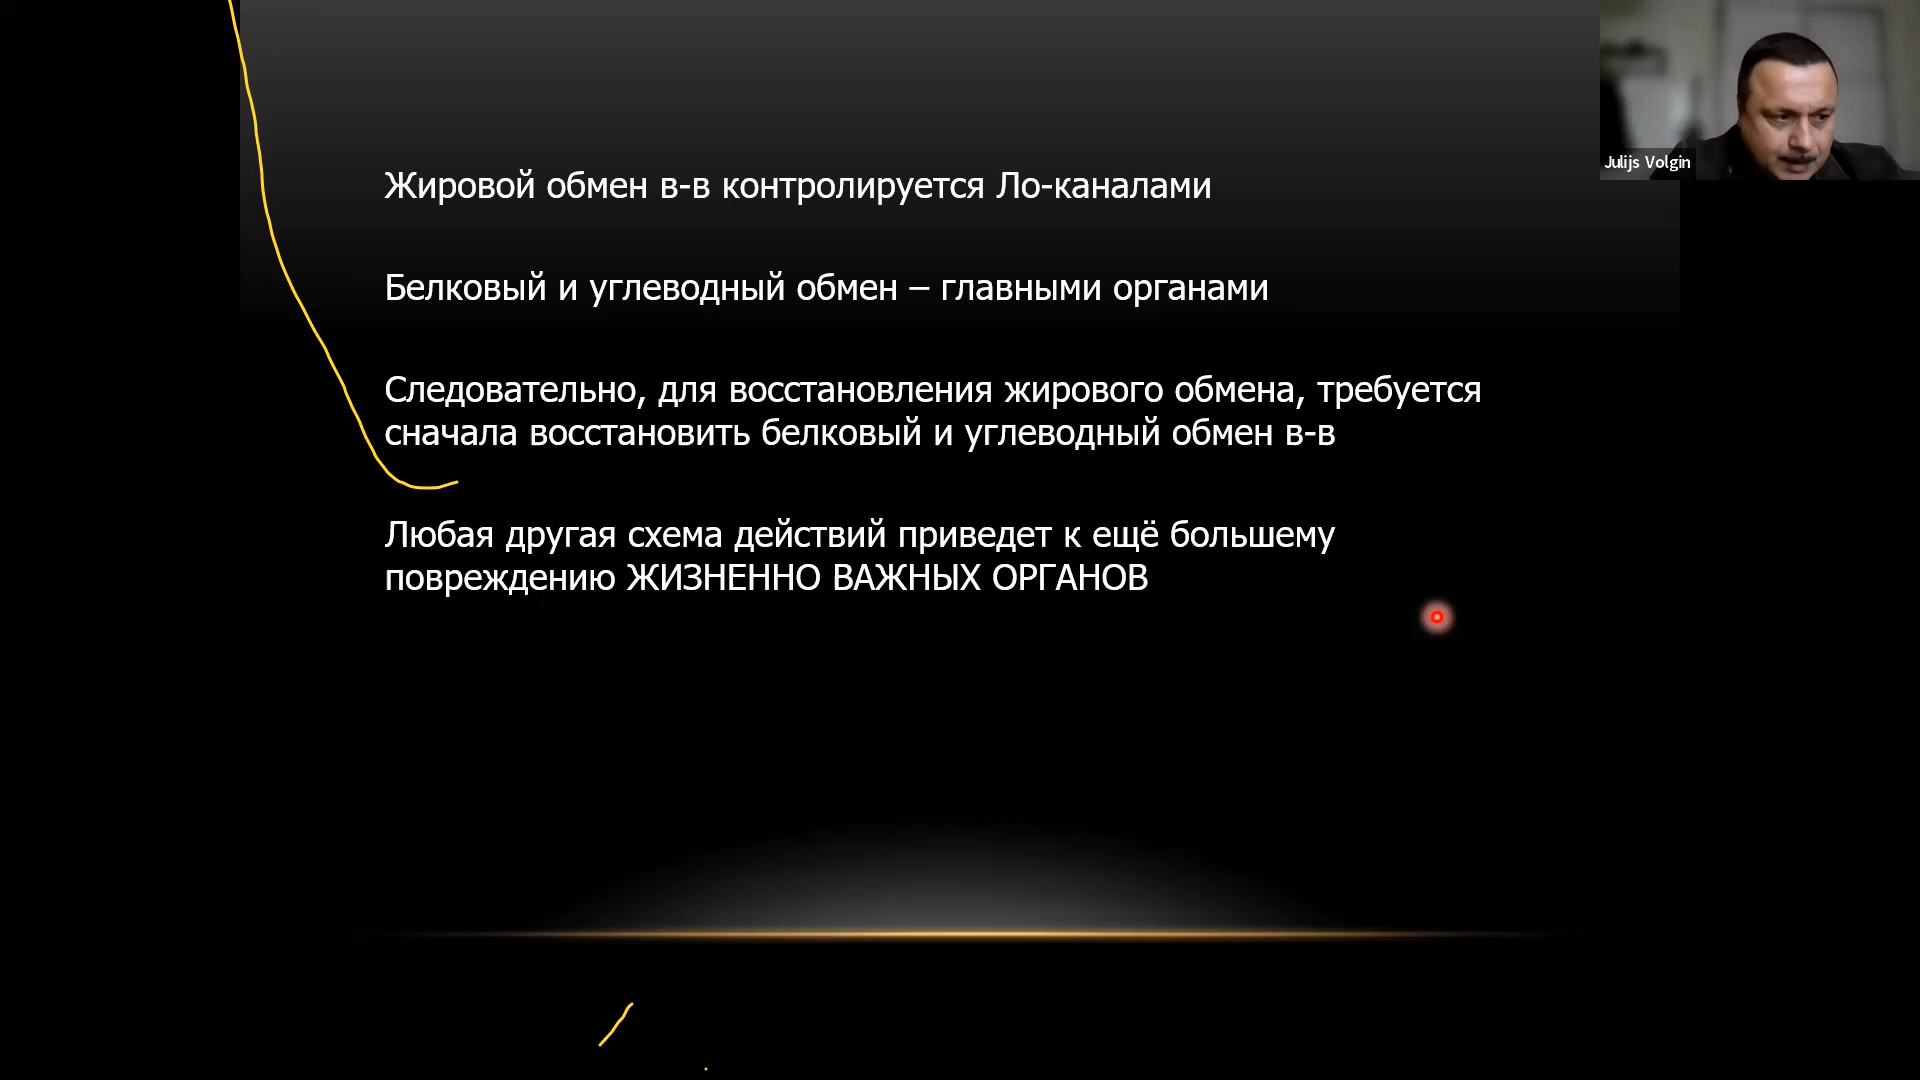 Жировой обмен в-в контролируется Ло-каналами
Белковый и углеводный обмен – главными органами
Следовательно, для восстановления жирового обмена, требуется
сначала восстановить белковый и углеводный обмен в-в
Любая другая схема действий приведет к ещё большему
повреждению ЖИЗНЕННО ВАЖНЫХ ОРГАНОВ
Julijs Volgin